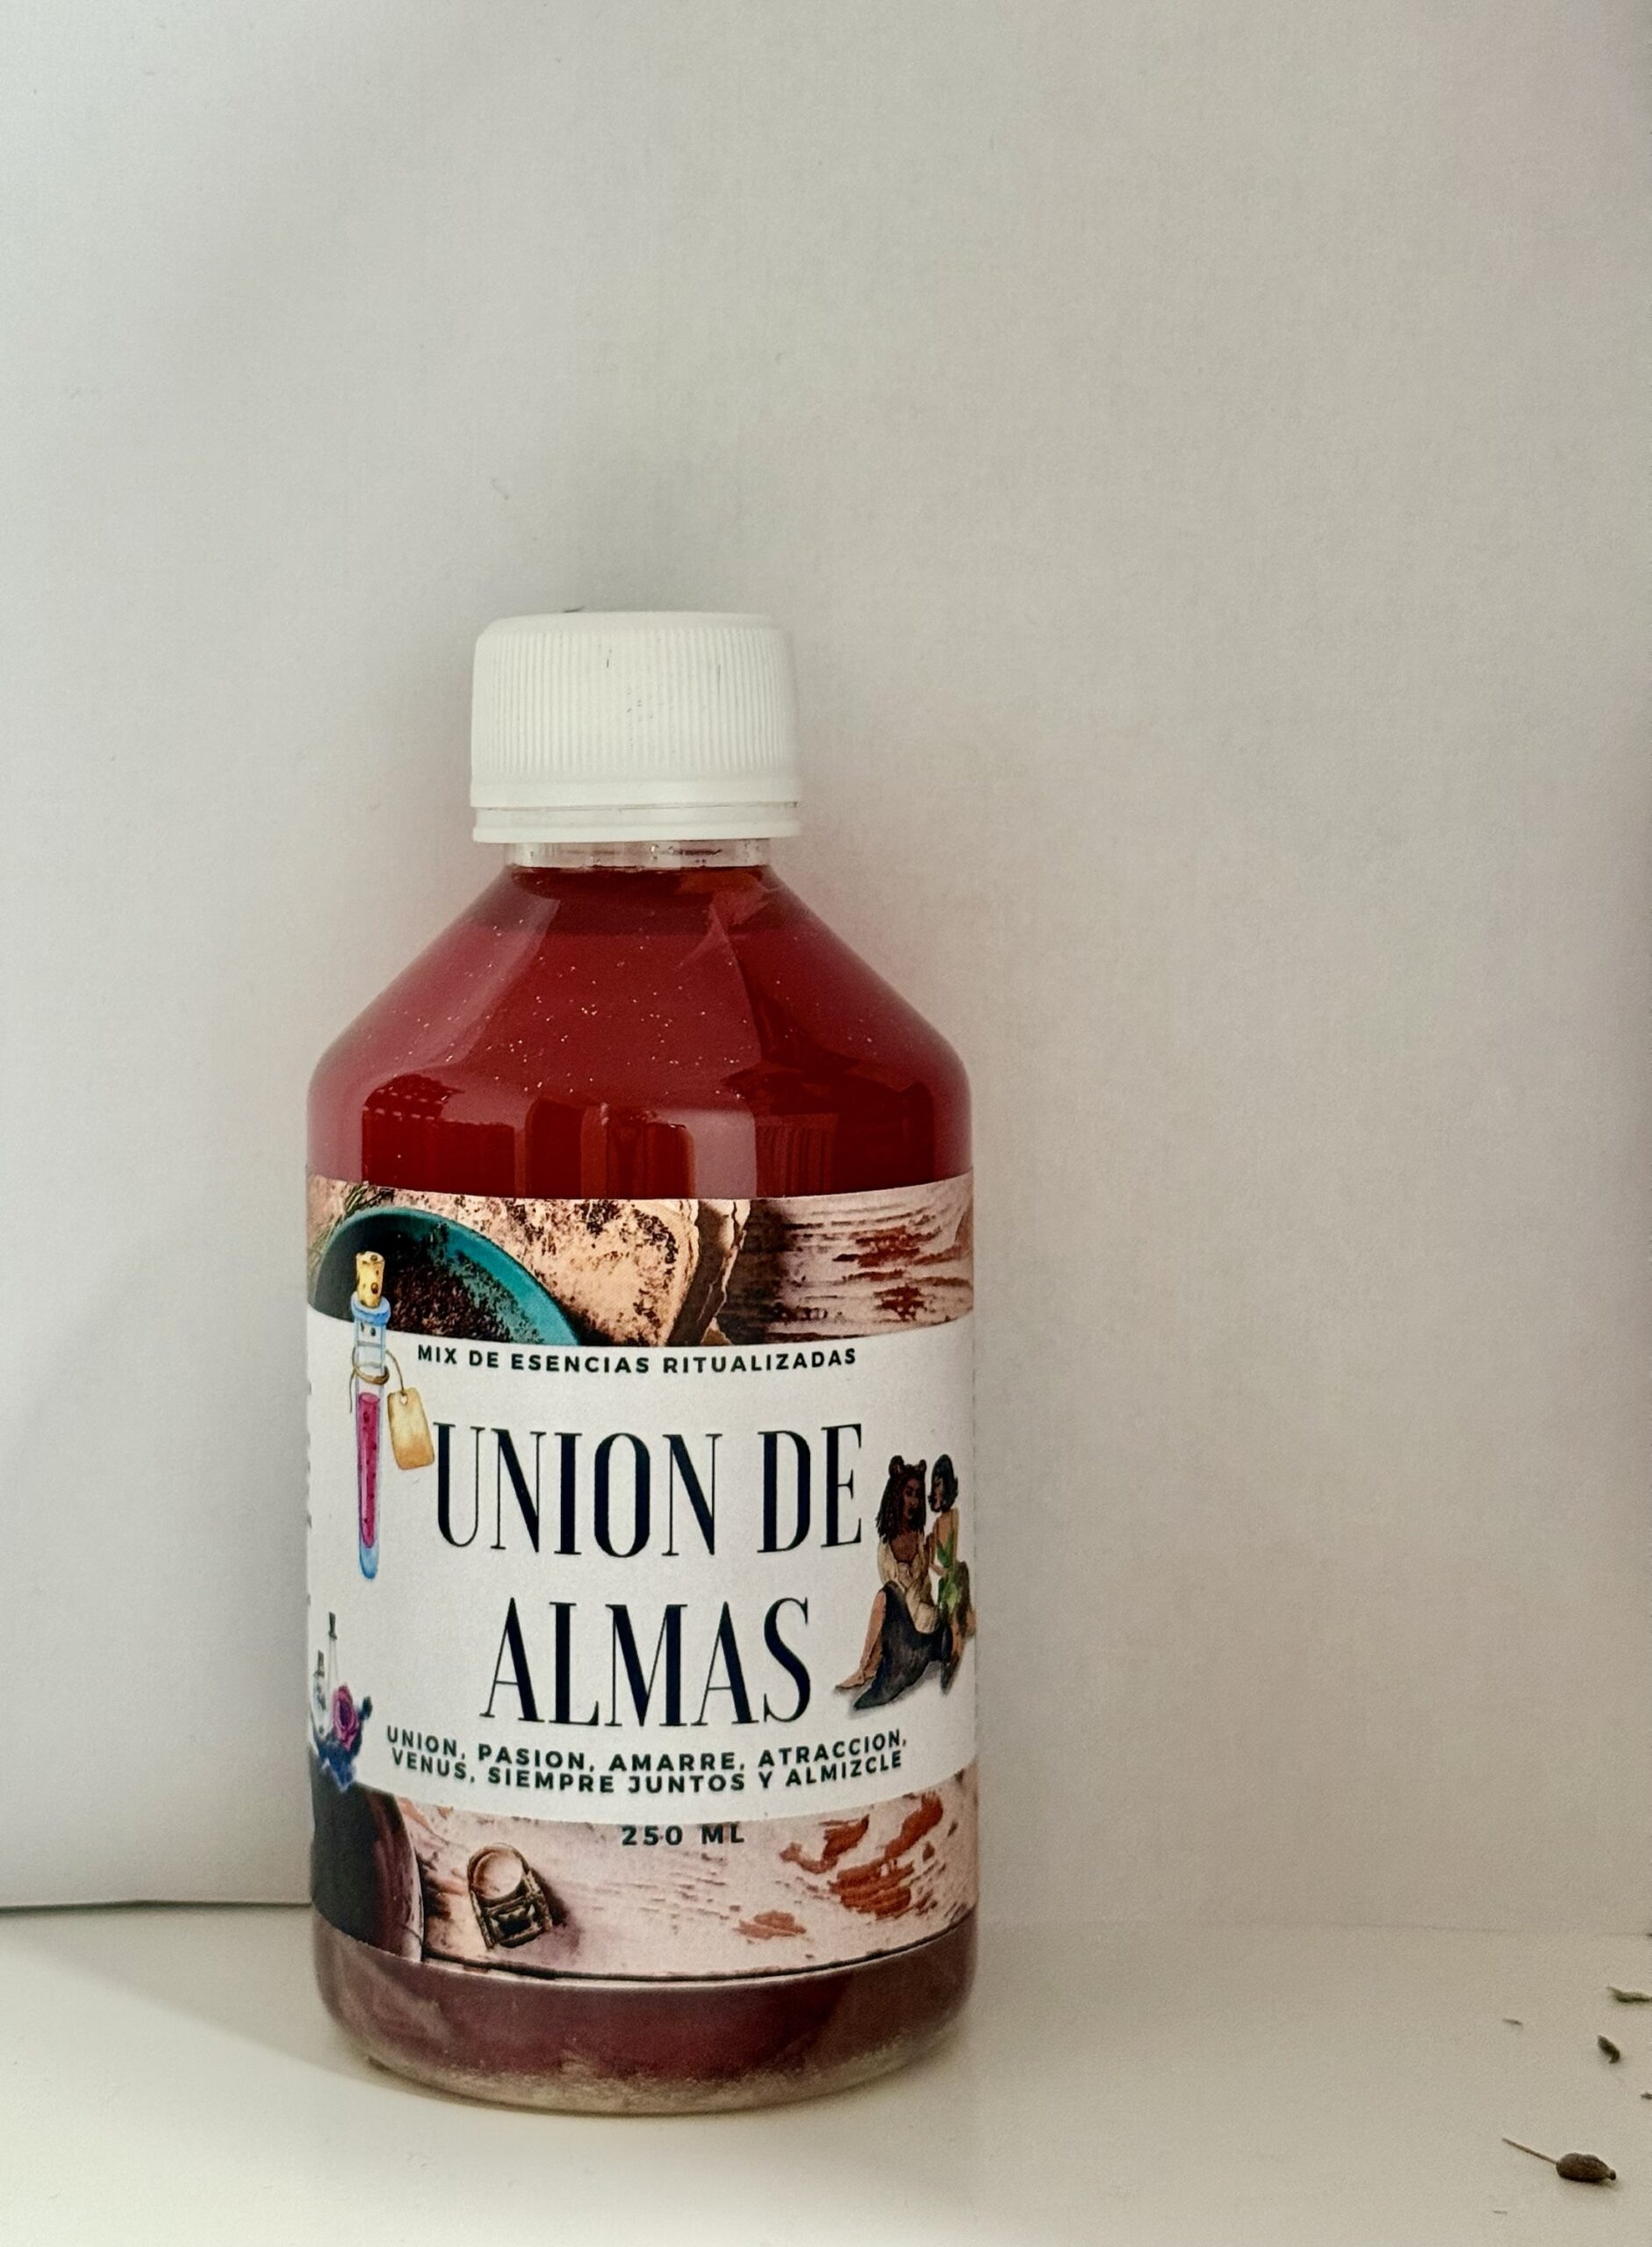 MIX DE ESENCIAS RITUALIZADAS
UNION DE
ALMAS
UNION, PASION, AMARRE, ATRACCION,
VENUS, SIEMPRE JUNTOS Y ALMIZCLE
250 ML